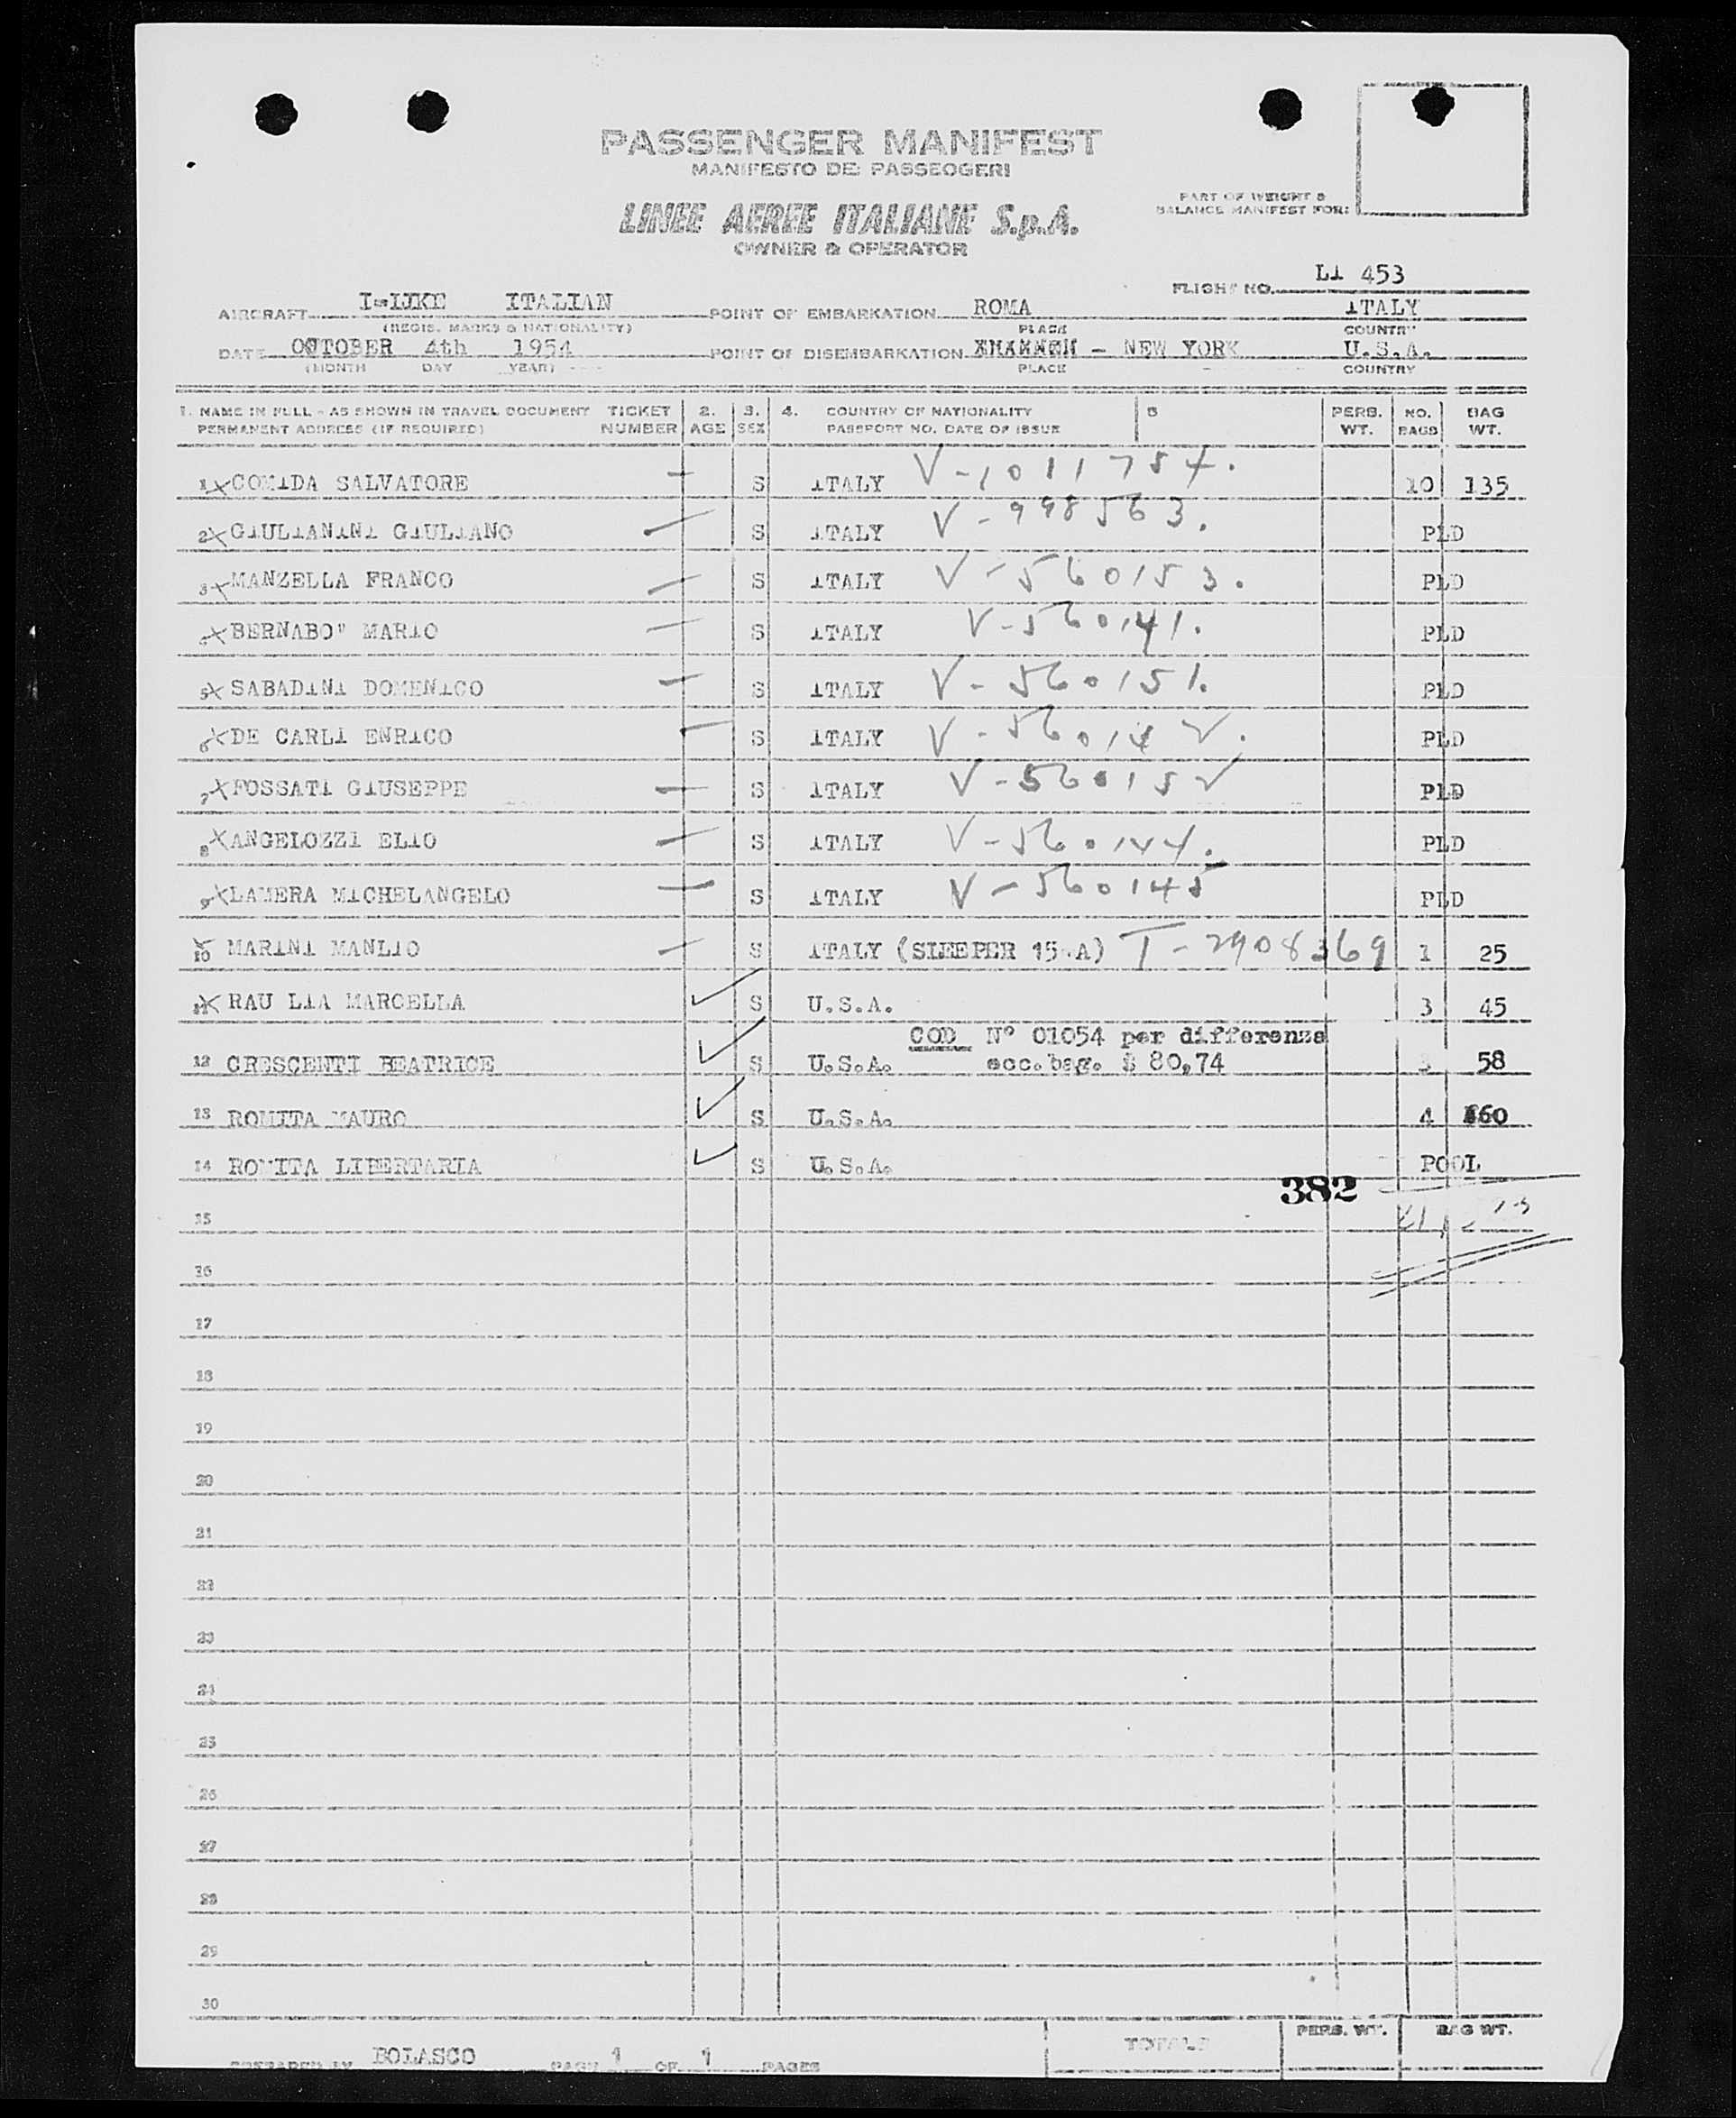 PASSENGER MANIFEST
MANIFESTO DEI PASSEGGERI
LINEE AEREE ITALIANE S.p.A.
OWNER & OPERATOR
PART OF WEIGHT &
BALANCE MANIFEST FOR:
FLIGHT NO. LI 453
AIRCRAFT ITALIAN POINT OF EMBARKATION ROMA ITALY
(REGIS. MARKS & NATIONALITY) PLACE COUNTRY
DATE OCTOBER 4th 1954 POINT OF DISEMBARKATION - NEW YORK U.S.A.
(MONTH DAY YEAR) PLACE COUNTRY
1. NAME IN FULL - AS SHOWN IN TRAVEL DOCUMENT TICKET 2. 3. 4. COUNTRY OF NATIONALITY 5 PERS. NO. BAG
PERMANENT ADDRESS (IF REQUIRED) NUMBER AGE SEX PASSPORT NO. DATE OF ISSUE WT. BAGS WT.
1 X COMIDA SALVATORE — S ITALY V-1011754. 10 135
2 X GIULIANINI GIULIANO — S ITALY V-998563. PLD
3 X MANZELLA FRANCO — S ITALY V-560153. PLD
X BERNABO" MARIO — S ITALY V-560141. PLD
5 X SABADINI DOMENICO — S ITALY V-560151. PLD
6 X DE CARLI ENRICO — S ITALY V-560142. PLD
7 X FOSSATI GIUSEPPE — S ITALY V-560152 PLD
8 X ANGELOZZI ELIO — S ITALY V-560144. PLD
9 X LAMERA MICHELANGELO — S ITALY V-560145 PLD
10 X MARINI MANLIO — S ITALY (SLEEPER 15-A) T-2908369 1 25
11 X RAU LIA MARCELLA ✓ S U.S.A. 3 45
COD N° 01054 per differenza
12 CRESCENTI BEATRICE ✓ S U.S.A. ecc.bag. $ 80,74 3 58
13 ROMITA MAURO ✓ S U.S.A. 4 60
14 ROMITA LIBERTARIA ✓ S U.S.A. POOL
382
15
16
17
18
19
20
21
22
23
24
25
26
27
28
29
30
PERS. WT. BAG WT.
TOTALS
PREPARED BY BOLASCO PAGE 1 OF 1 PAGES